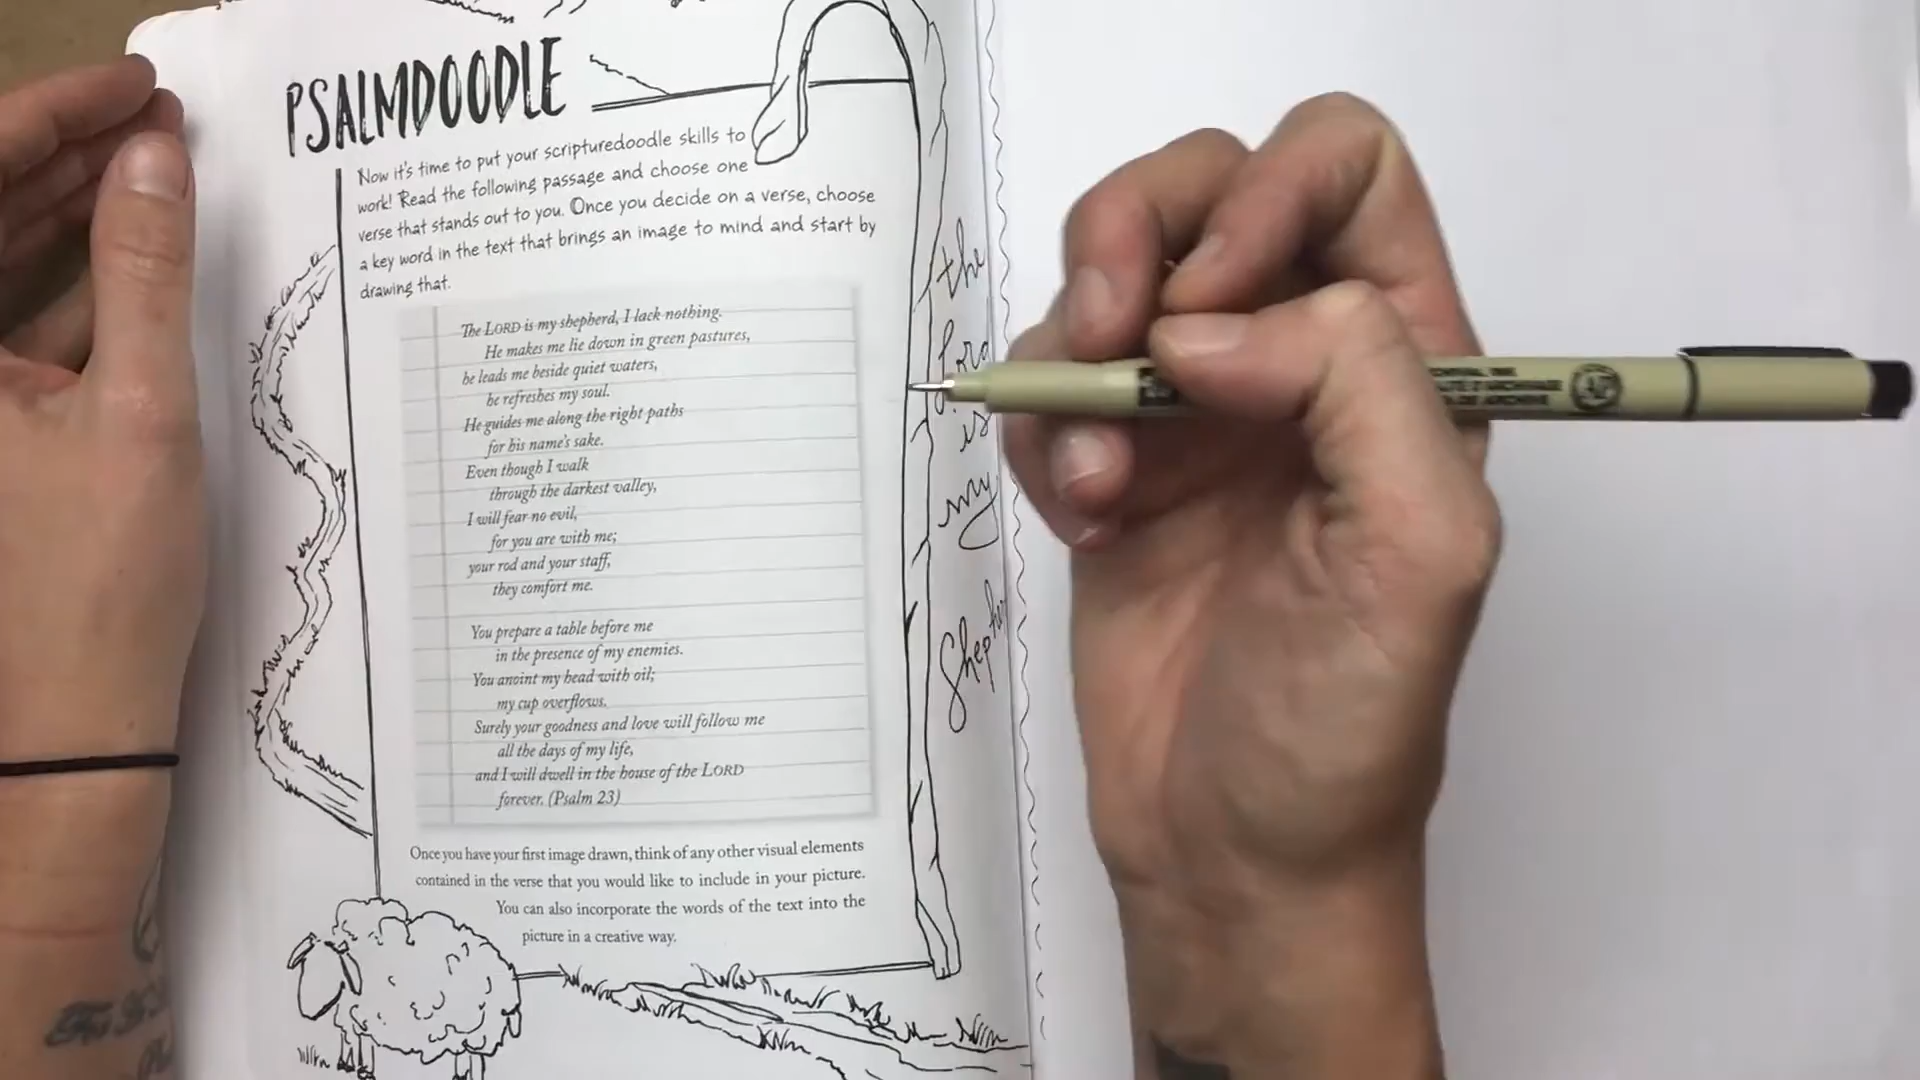 PSALMDOODLE
Now it's time to put your scripturedoodle skills to
work! Read the following passage and choose one
verse that stands out to you. Once you decide on a verse, choose
a key word in the text that brings an image to mind and start by
drawing that.
The LORD is my shepherd, I lack nothing.
He makes me lie down in green pastures,
he leads me beside quiet waters,
he refreshes my soul.
He guides me along the right paths
for his name's sake.
Even though I walk
through the darkest valley,
I will fear no evil,
for you are with me;
your rod and your staff,
they comfort me.
You prepare a table before me
in the presence of my enemies.
You anoint my head with oil;
my cup overflows.
Surely your goodness and love will follow me
all the days of my life,
and I will dwell in the house of the LORD
forever. (Psalm 23)
Once you have your first image drawn, think of any other visual elements
contained in the verse that you would like to include in your picture.
You can also incorporate the words of the text into the
picture in a creative way.
the
is
my